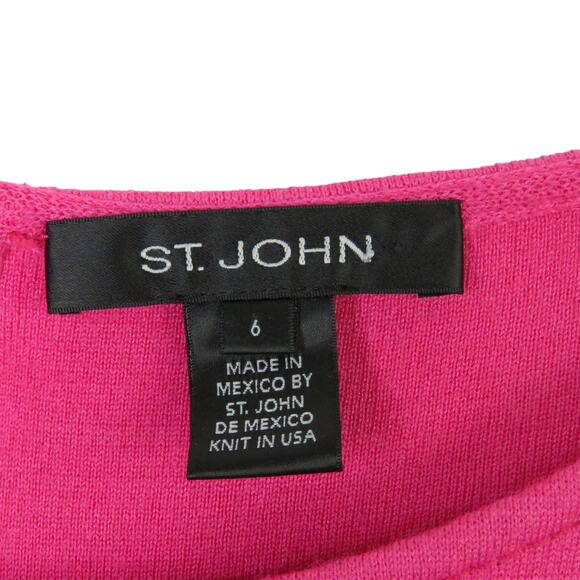 ST. JOHN
6
MADE IN
MEXICO BY
ST. JOHN
DE MEXICO
KNIT IN USA